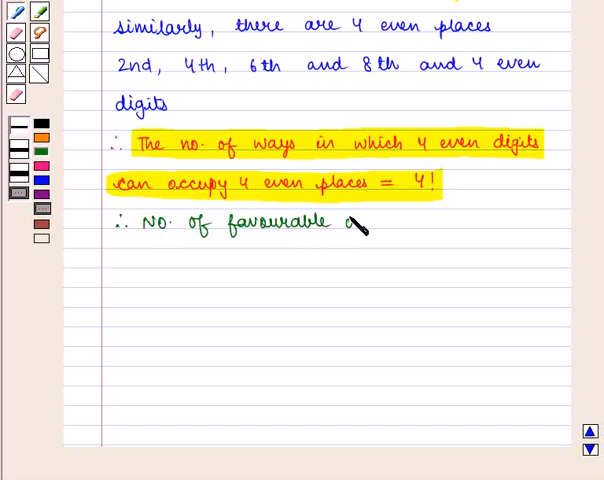 similarly, there are 4 even places
2nd, 4th, 6th and 8th and 4 even
digits
∴ The no. of ways in which 4 even digits
can occupy 4 even places = 4!
∴ No. of favourable